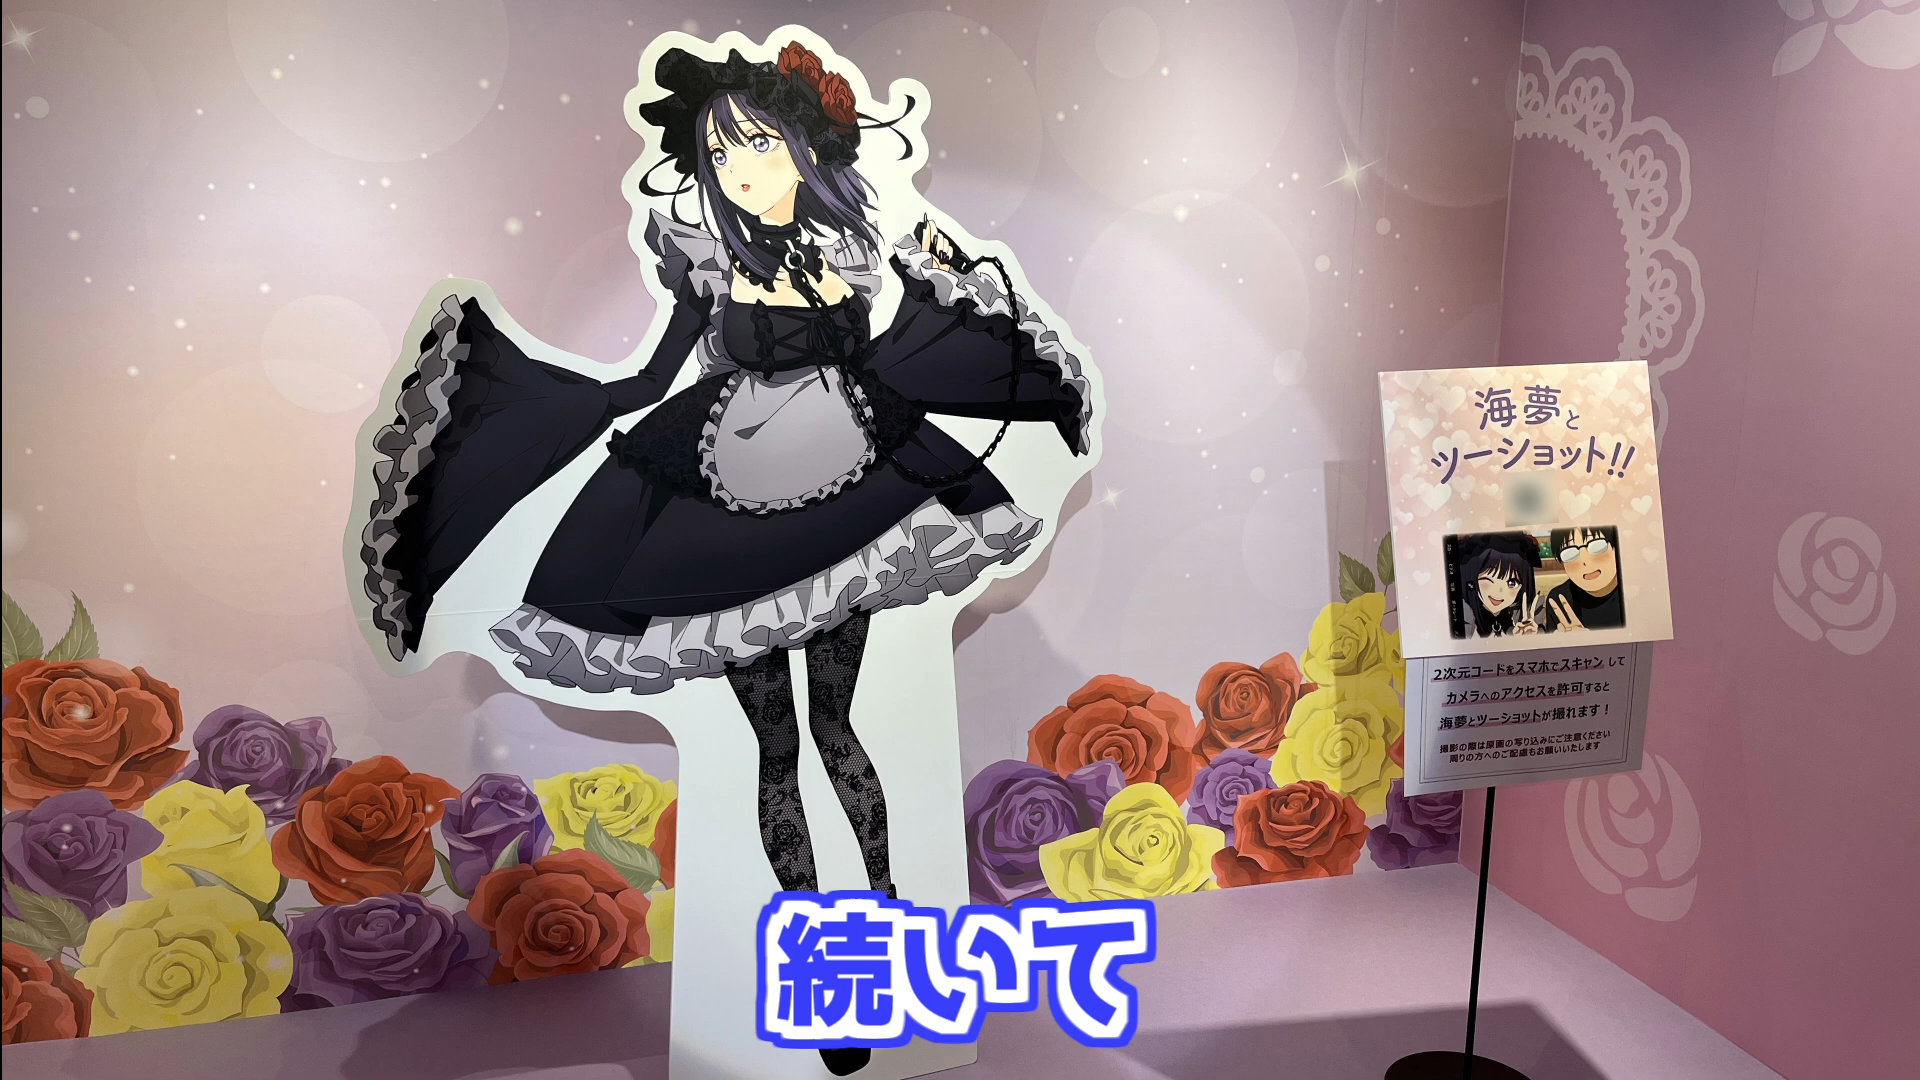 海夢と
ツーショット!!
2次元コードをスマホでスキャンして
カメラへのアクセスを許可すると
海夢とツーショットが撮れます！
撮影の際は原画の写り込みにご注意ください
周りの方へのご配慮もお願いいたします
続いて